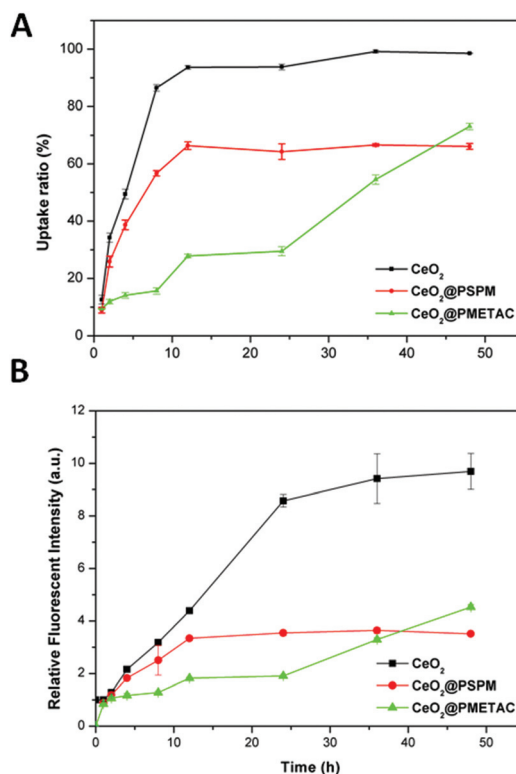 A
100
80
60
40
20
0
Uptake ratio (%)
CeO₂
CeO₂@PSPM
CeO₂@PMETAC
0 10 20 30 40 50
B
12
10
8
6
4
2
0
Relative Fluorescent Intensity (a.u.)
CeO₂
CeO₂@PSPM
CeO₂@PMETAC
0 10 20 30 40 50
Time (h)